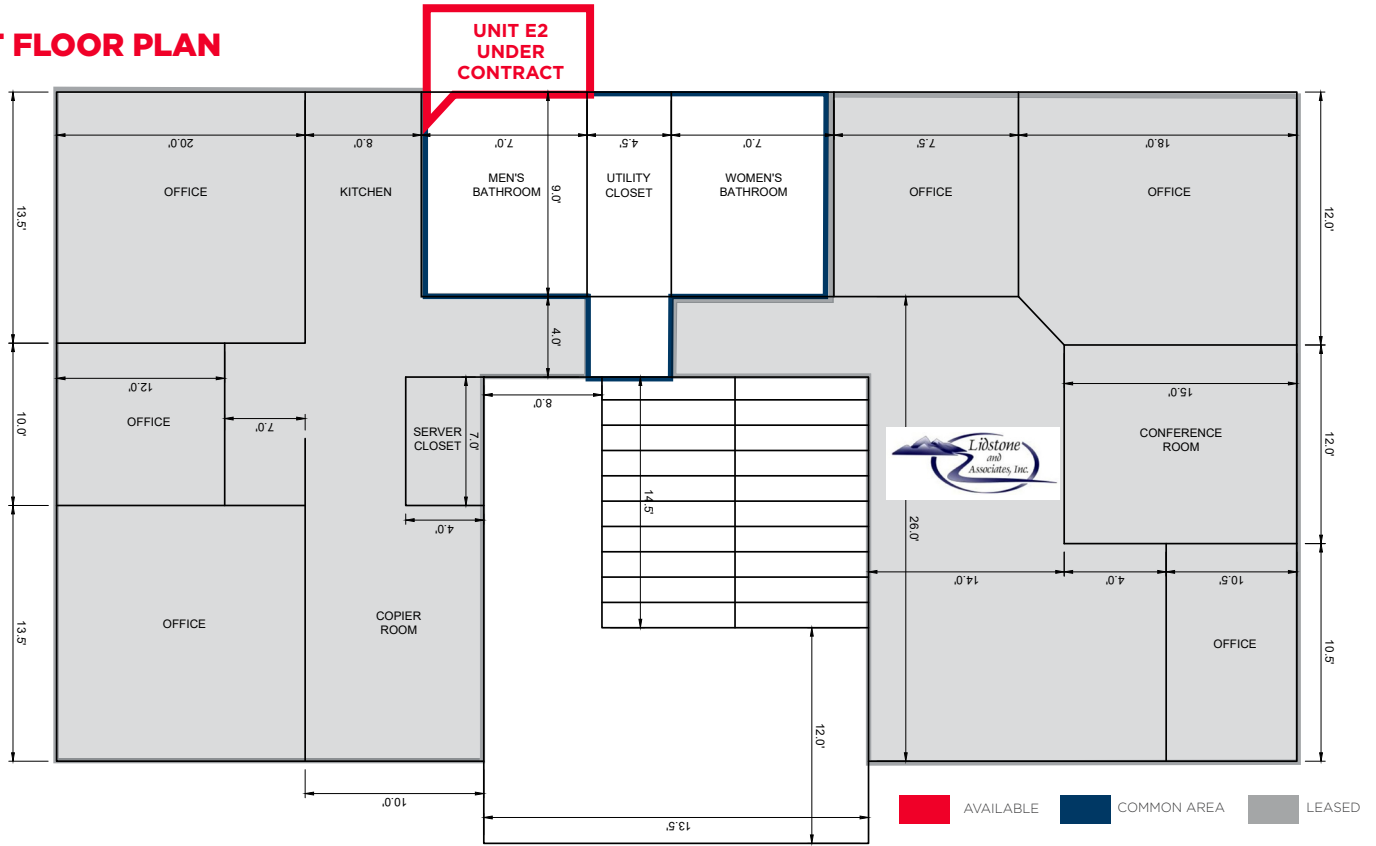 T FLOOR PLAN
UNIT E2
UNDER
CONTRACT
20.0'
8.0'
7.0'
4.5'
7.0'
7.5'
18.0'
OFFICE
KITCHEN
MEN'S
BATHROOM
9.0'
UTILITY
CLOSET
WOMEN'S
BATHROOM
OFFICE
OFFICE
13.5'
12.0'
4.0'
12.0'
8.0'
15.0'
10.0'
OFFICE
7.0'
SERVER
CLOSET
7.0'
Lidstone
and
Associates, Inc.
CONFERENCE
ROOM
12.0'
14.5'
4.0'
26.0'
14.0'
4.0'
10.5'
13.5'
OFFICE
COPIER
ROOM
OFFICE
10.5'
12.0'
10.0'
13.5'
AVAILABLE
COMMON AREA
LEASED